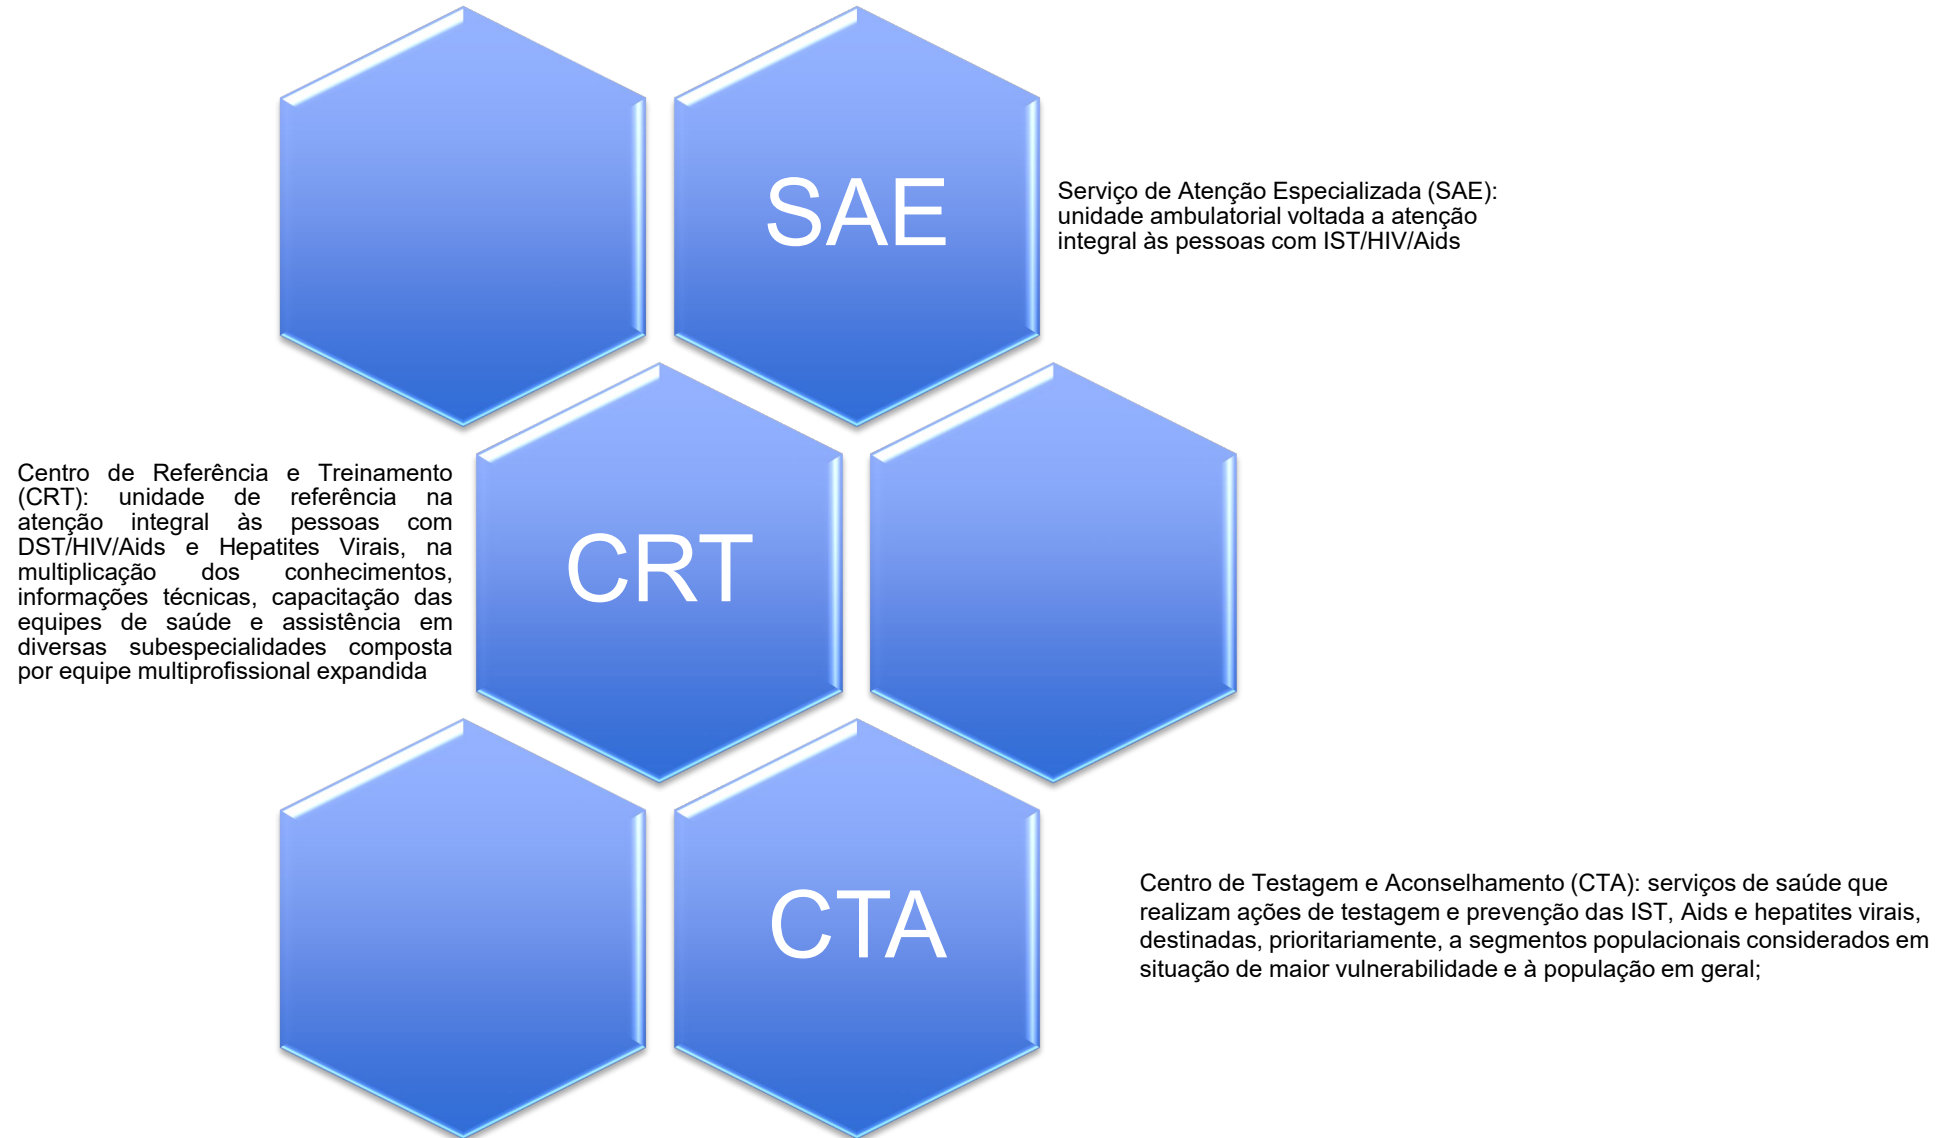 SAE
Serviço de Atenção Especializada (SAE):
unidade ambulatorial voltada a atenção
integral às pessoas com IST/HIV/Aids
Centro de Referência e Treinamento
(CRT): unidade de referência na
atenção integral às pessoas com
DST/HIV/Aids e Hepatites Virais, na
multiplicação dos conhecimentos,
informações técnicas, capacitação das
equipes de saúde e assistência em
diversas subespecialidades composta
por equipe multiprofissional expandida
CRT
CTA
Centro de Testagem e Aconselhamento (CTA): serviços de saúde que
realizam ações de testagem e prevenção das IST, Aids e hepatites virais,
destinadas, prioritariamente, a segmentos populacionais considerados em
situação de maior vulnerabilidade e à população em geral;